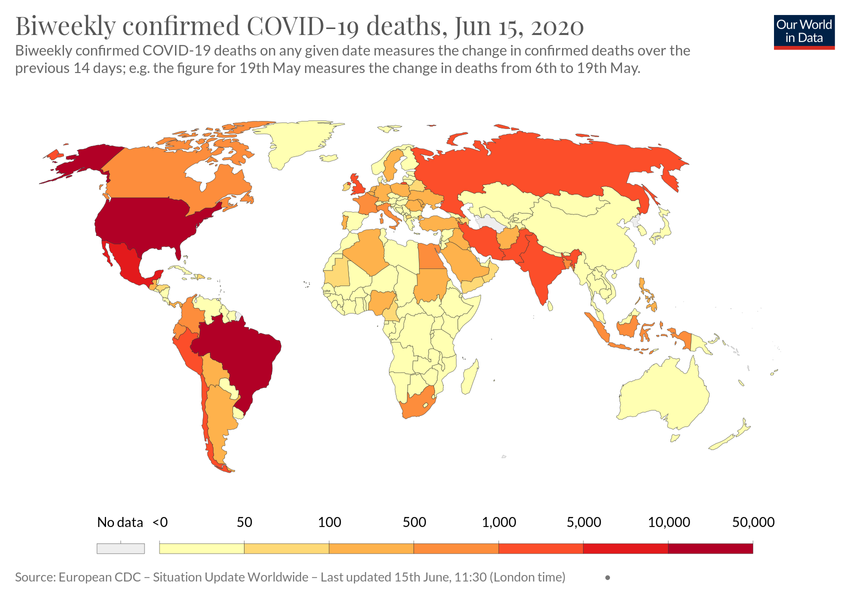 Biweekly confirmed COVID-19 deaths, Jun 15, 2020
Our World
in Data
Biweekly confirmed COVID-19 deaths on any given date measures the change in confirmed deaths over the
previous 14 days; e.g. the figure for 19th May measures the change in deaths from 6th to 19th May.
No data <0 50 100 500 1,000 5,000 10,000 50,000
Source: European CDC – Situation Update Worldwide – Last updated 15th June, 11:30 (London time) •